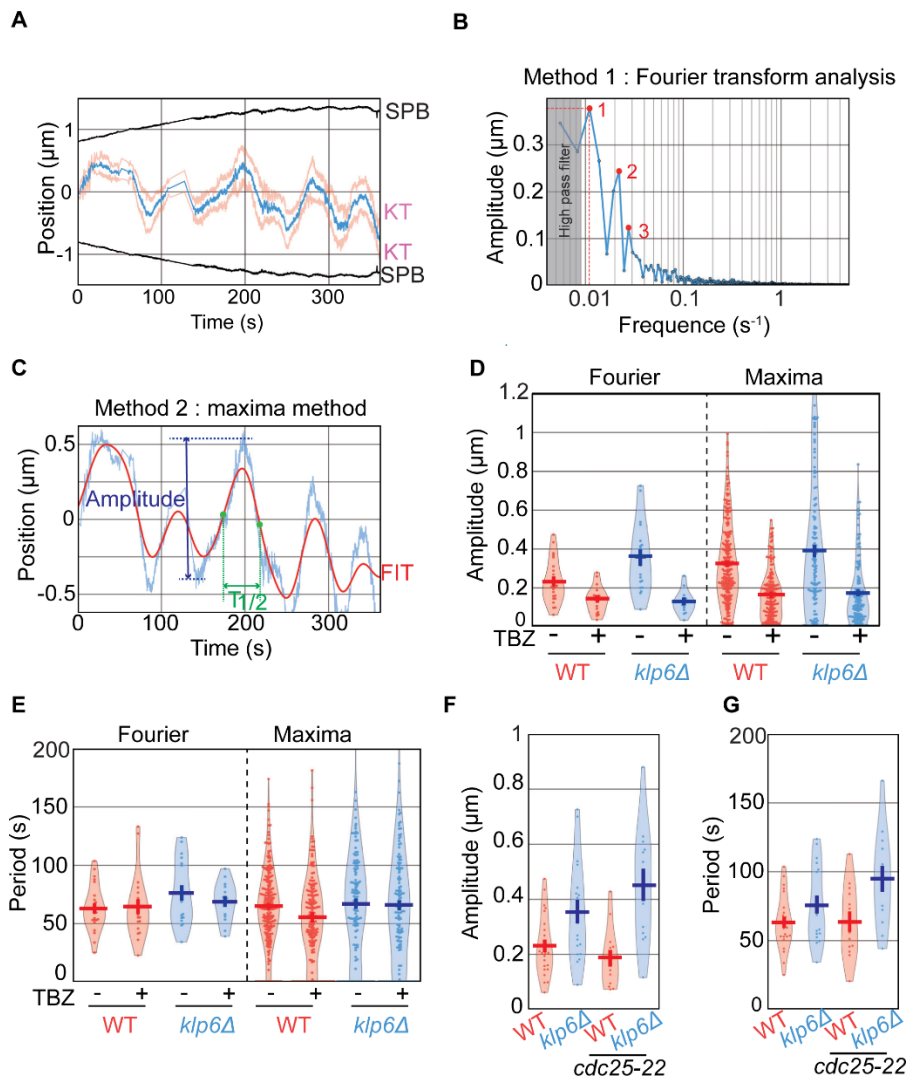 A
Position (μm)
1
0
-1
SPB
KT
KT
SPB
0
100
200
300
Time (s)
B
Method 1 : Fourier transform analysis
Amplitude (μm)
0.3
0.2
0.1
0
High pass filter
1
2
3
0.01
0.1
1
Frequence (s⁻¹)
C
Method 2 : maxima method
Position (μm)
0.5
0
-0.5
Amplitude
T1/2
FIT
0
100
200
300
Time (s)
D
Fourier
Maxima
Amplitude (μm)
1.2
1
0.8
0.6
0.4
0.2
0
TBZ - + - + - + - +
WT klp6Δ WT klp6Δ
E
Fourier
Maxima
Period (s)
200
150
100
50
0
TBZ - + - + - + - +
WT klp6Δ WT klp6Δ
F
Amplitude (μm)
1
0.8
0.6
0.4
0.2
0
WT klp6Δ WT klp6Δ
cdc25-22
G
Period (s)
200
150
100
50
0
WT klp6Δ WT klp6Δ
cdc25-22